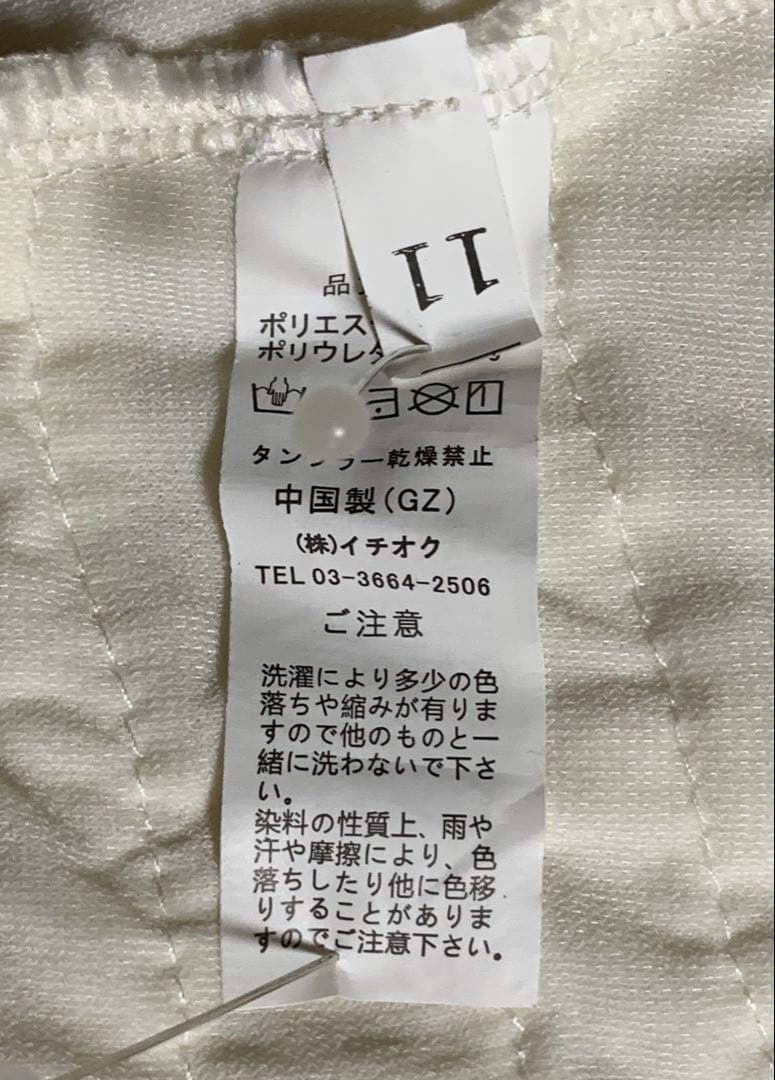 11
品
ポリエス
ポリウレタ
タンブラー乾燥禁止
中国製(GZ)
(株)イチオク
TEL 03-3664-2506
ご注意
洗濯により多少の色
落ちや縮みが有りま
すので他のものと一
緒に洗わないで下さ
い。
染料の性質上、雨や
汗や摩擦により、色
落ちしたり他に色移
りすることがありま
すのでご注意下さい。